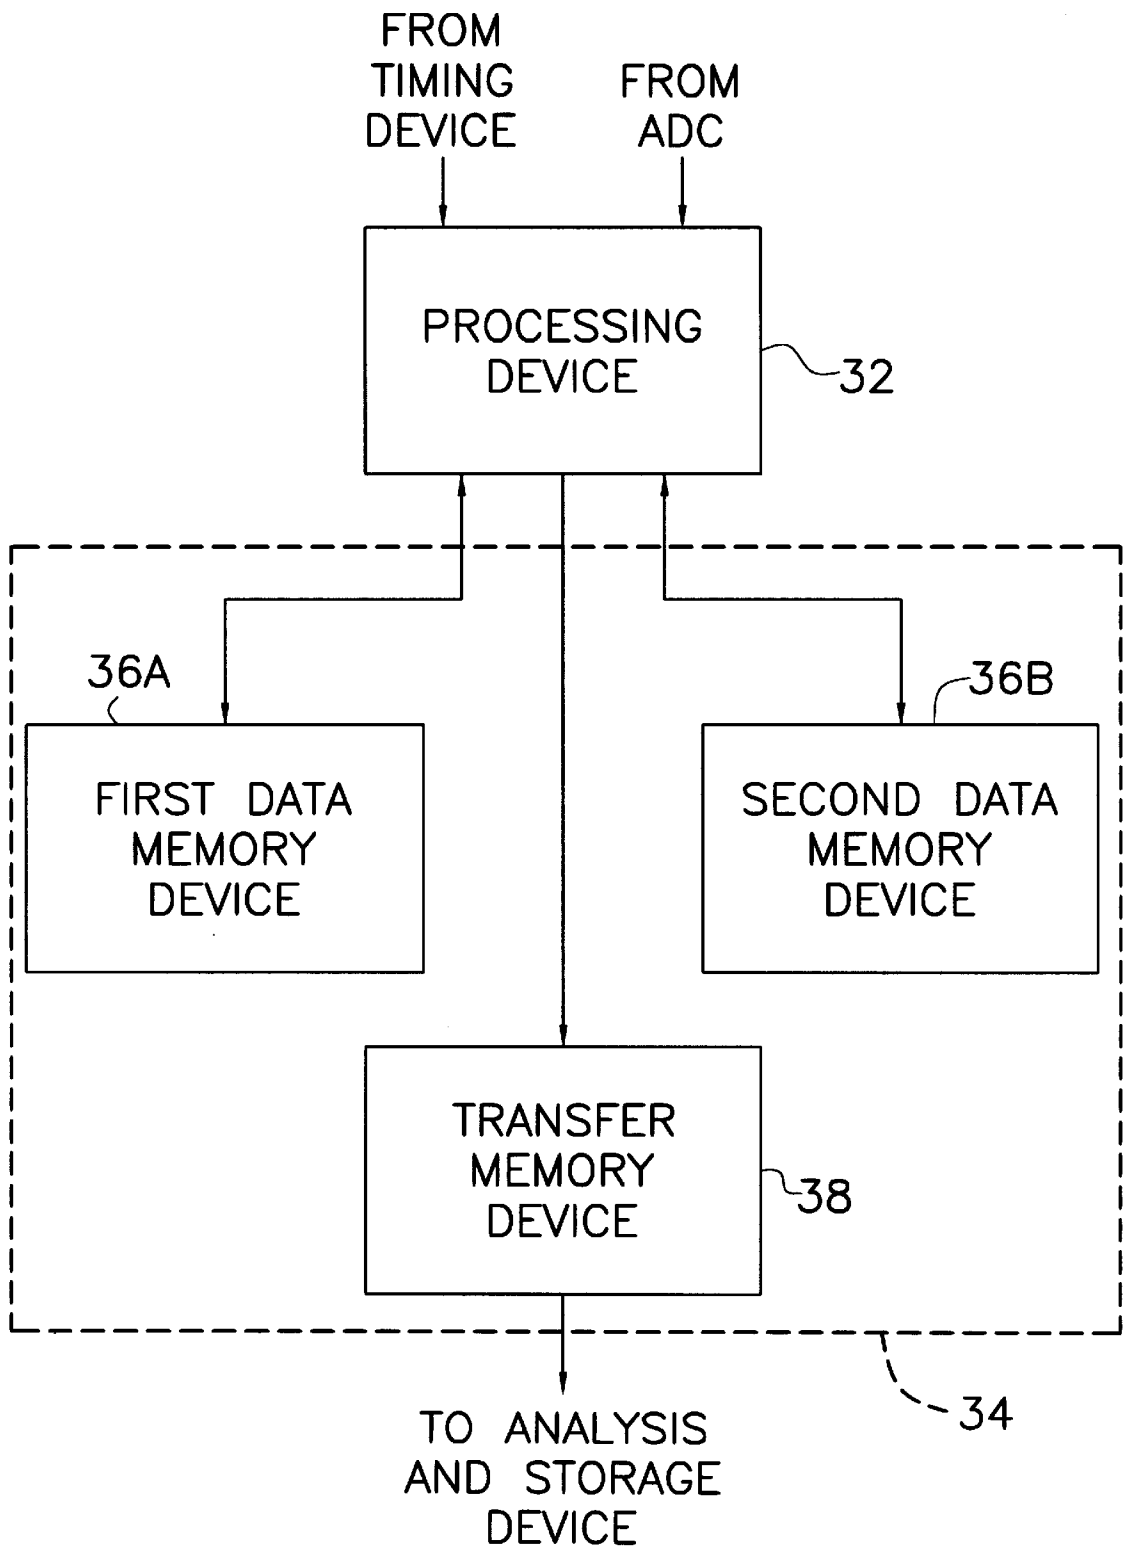 FROM
TIMING
DEVICE
FROM
ADC
PROCESSING
DEVICE
32
36A
36B
FIRST DATA
MEMORY
DEVICE
SECOND DATA
MEMORY
DEVICE
TRANSFER
MEMORY
DEVICE
38
34
TO ANALYSIS
AND STORAGE
DEVICE